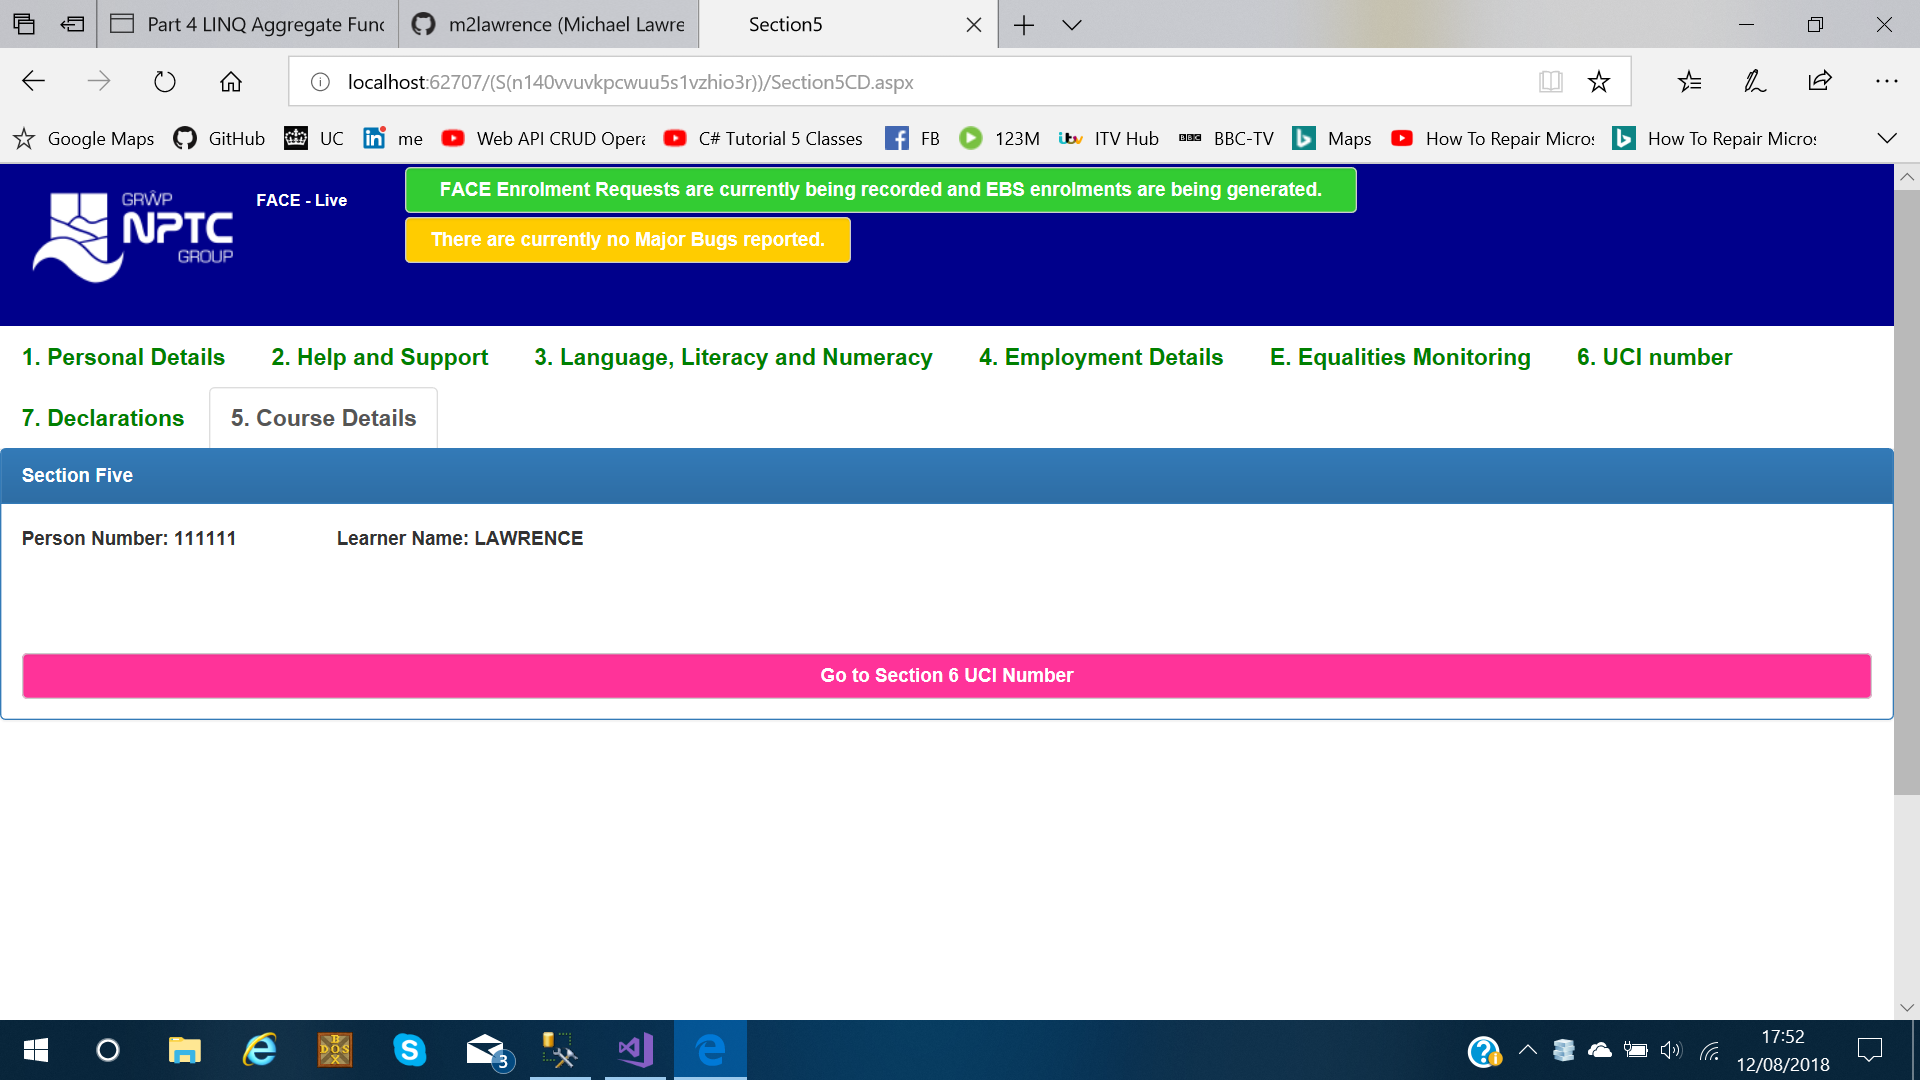 Part 4 LINQ Aggregate Func
m2lawrence (Michael Lawre
Section5
localhost:62707/(S(n140vvuvkpcwuu5s1vzhio3r))/Section5CD.aspx
Google Maps GitHub UC me Web API CRUD Opera C# Tutorial 5 Classes FB 123M itv ITV Hub BBC BBC-TV Maps How To Repair Micros How To Repair Micros
GRŴP
NPTC
GROUP
FACE - Live
FACE Enrolment Requests are currently being recorded and EBS enrolments are being generated.
There are currently no Major Bugs reported.
1. Personal Details 2. Help and Support 3. Language, Literacy and Numeracy 4. Employment Details E. Equalities Monitoring 6. UCI number
7. Declarations 5. Course Details
Section Five
Person Number: 111111 Learner Name: LAWRENCE
Go to Section 6 UCI Number
DOS BOX
3
17:52
12/08/2018